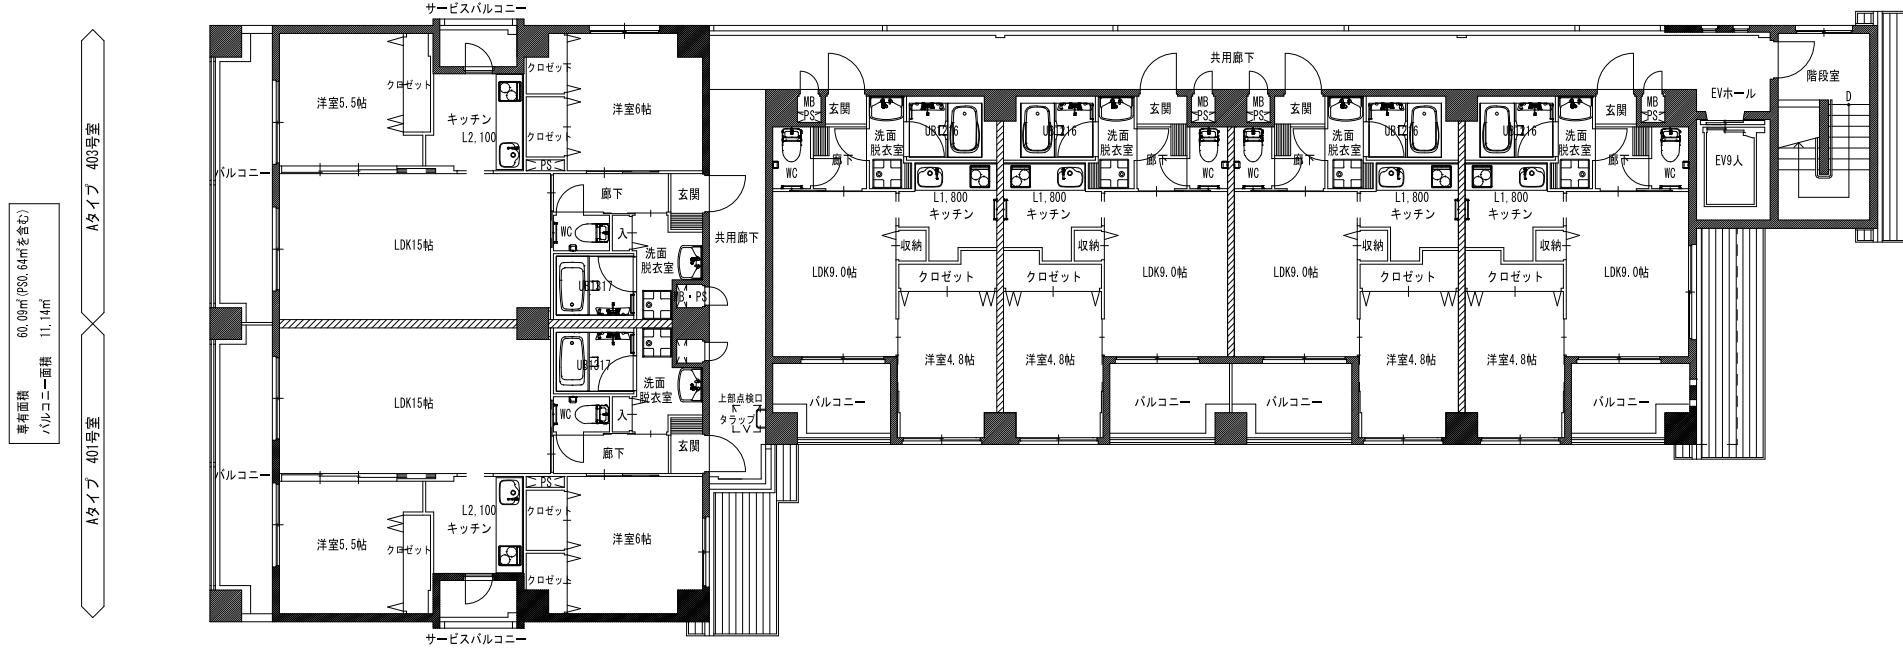 サービスバルコニー
洋室5.5帖
クロゼット
キッチン
L2,100
クロゼット
クロゼット
洋室6帖
PS
バルコニー
LDK15帖
廊下
玄関
WC
入
洗面
脱衣室
UB1317
MB・PS
共用廊下
LDK15帖
UB1317
洗面
脱衣室
WC
入
廊下
玄関
上部点検口
タラップ
バルコニー
PS
L2,100
キッチン
クロゼット
クロゼット
クロゼット
洋室5.5帖
洋室6帖
サービスバルコニー
Aタイプ 403号室
Aタイプ 401号室
専有面積 60.09㎡(PS0.64㎡を含む)
バルコニー面積 11.14㎡
共用廊下
MB
PS
玄関
洗面
脱衣室
UB1216
WC
廊下
L1,800
キッチン
収納
LDK9.0帖
クロゼット
洋室4.8帖
バルコニー
UB1216
洗面
脱衣室
玄関
MB
PS
廊下
WC
L1,800
キッチン
収納
クロゼット
LDK9.0帖
洋室4.8帖
バルコニー
MB
PS
玄関
洗面
脱衣室
UB1216
WC
廊下
L1,800
キッチン
収納
LDK9.0帖
クロゼット
洋室4.8帖
バルコニー
UB1216
洗面
脱衣室
玄関
MB
PS
廊下
WC
L1,800
キッチン
収納
クロゼット
LDK9.0帖
洋室4.8帖
バルコニー
EVホール
階段室
D
EV9人